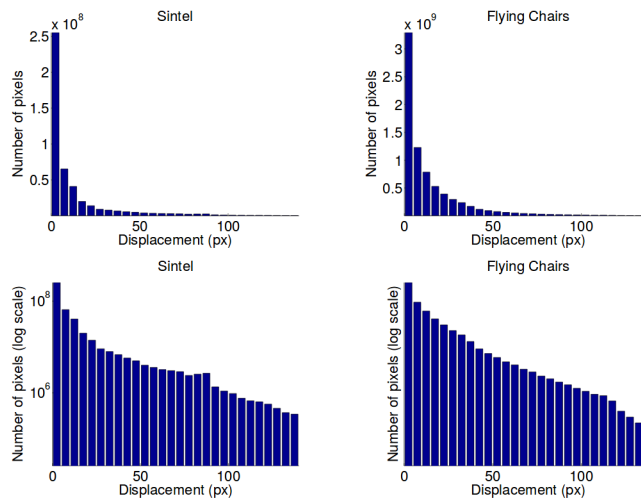 Sintel
x 10^8
2.5
2
1.5
1
0.5
Number of pixels
0 50 100
Displacement (px)
Flying Chairs
x 10^9
3
2.5
2
1.5
1
0.5
Number of pixels
0 50 100
Displacement (px)
Sintel
10^8
10^6
Number of pixels (log scale)
0 50 100
Displacement (px)
Flying Chairs
Number of pixels (log scale)
0 50 100
Displacement (px)